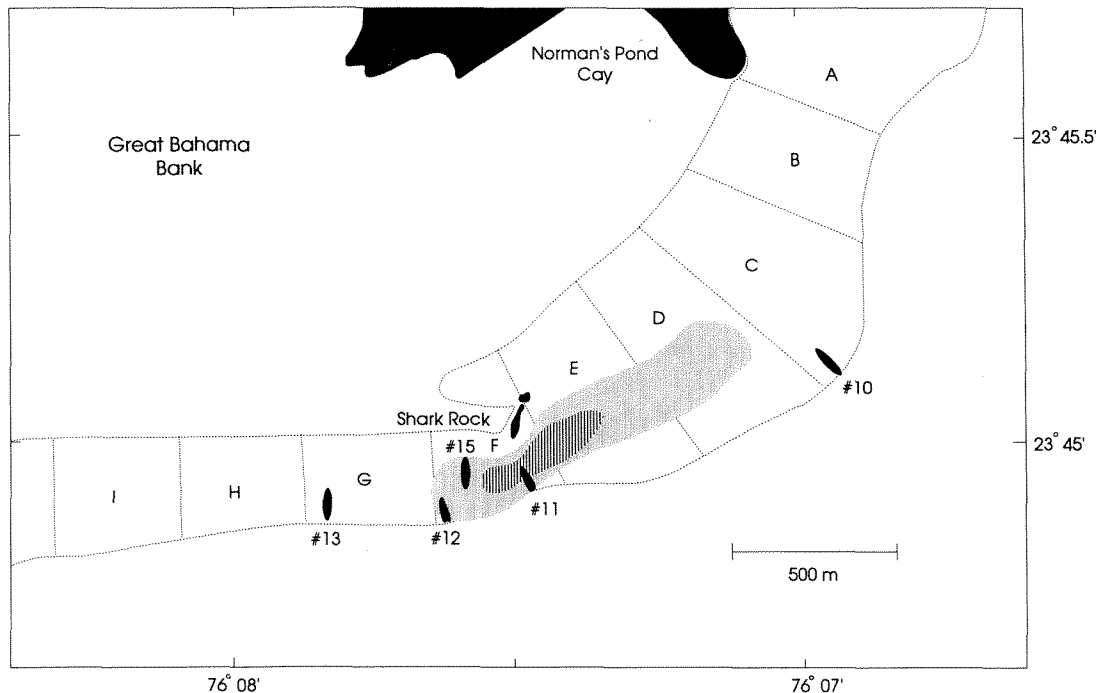 Norman's Pond
Cay
A
Great Bahama
Bank
23° 45.5'
B
C
D
E
#10
Shark Rock
F
#15
23° 45'
G
H
I
#11
#13
#12
500 m
76° 08'
76° 07'